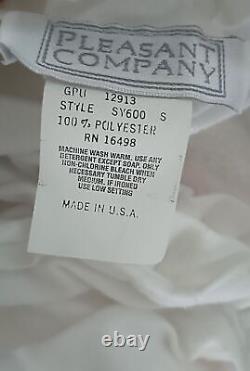 PLEASANT
COMPANY
GPU 12913
STYLE SY600 S
100 % POLYESTER
RN 16498
MACHINE WASH WARM. USE ANY
DETERGENT EXCEPT SOAP. ONLY
NON-CHLORINE BLEACH WHEN
NECESSARY TUMBLE DRY
MEDIUM. IF IRONED
USE LOW SETTING
MADE IN U.S.A.